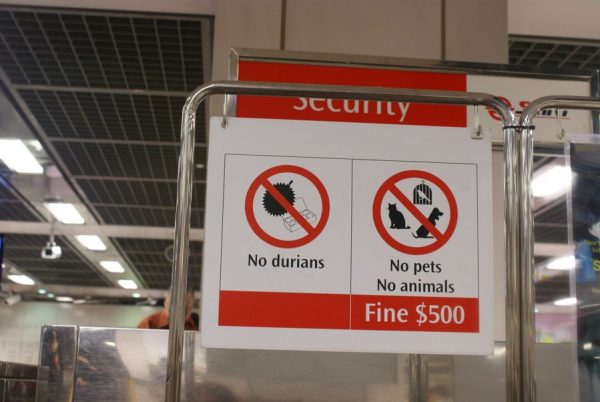 Security
No durians
No pets
No animals
Fine $500